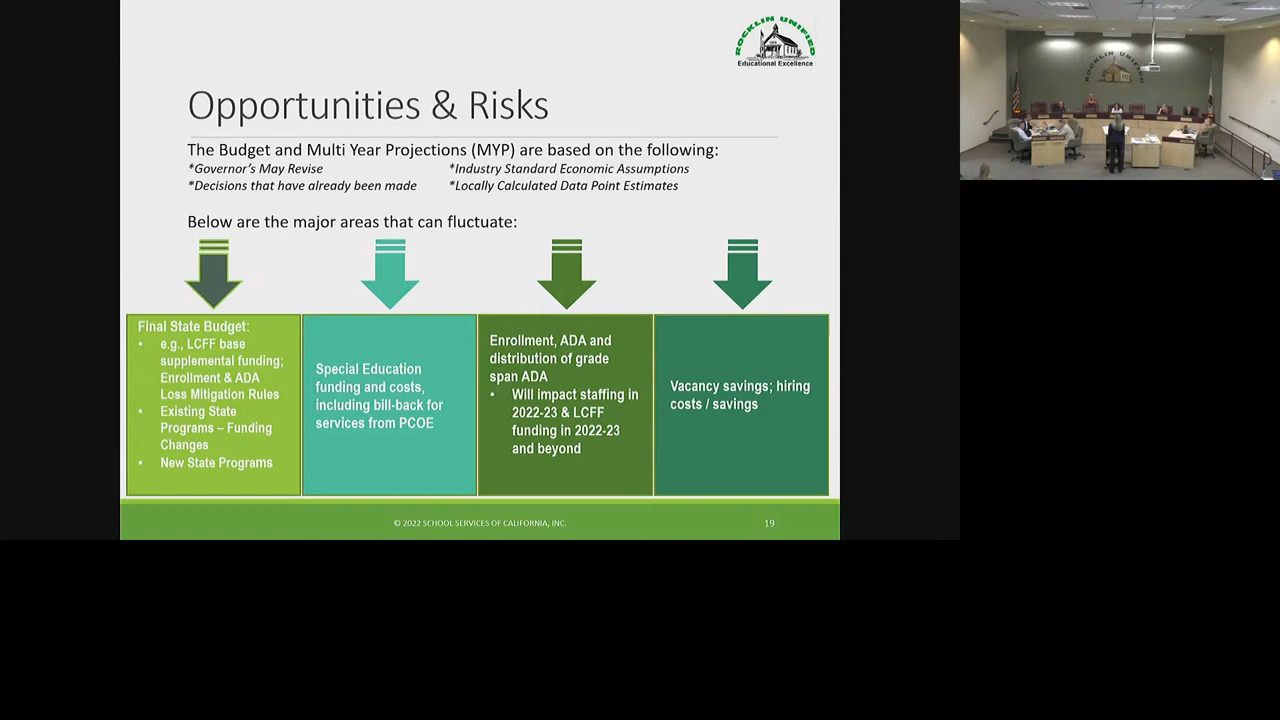 ROCKLIN UNIFIED
Educational Excellence
Opportunities & Risks
The Budget and Multi Year Projections (MYP) are based on the following:
*Governor's May Revise
*Industry Standard Economic Assumptions
*Decisions that have already been made
*Locally Calculated Data Point Estimates
Below are the major areas that can fluctuate:
Final State Budget:
• e.g., LCFF base
supplemental funding;
Enrollment & ADA
Loss Mitigation Rules
• Existing State
Programs – Funding
Changes
• New State Programs
Special Education
funding and costs,
including bill-back for
services from PCOE
Enrollment, ADA and
distribution of grade
span ADA
• Will impact staffing in
2022-23 & LCFF
funding in 2022-23
and beyond
Vacancy savings; hiring
costs / savings
© 2022 SCHOOL SERVICES OF CALIFORNIA, INC.
19
ROCKLIN UNIFIED